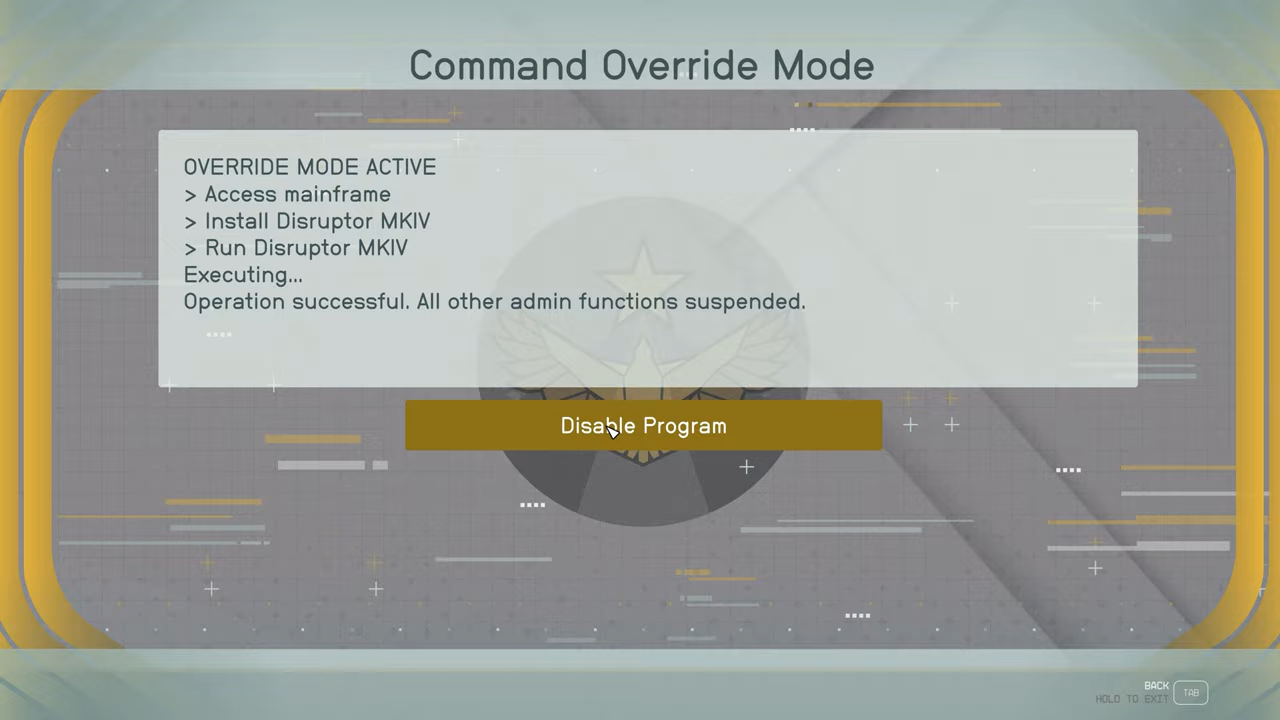 Command Override Mode
OVERRIDE MODE ACTIVE
> Access mainframe
> Install Disruptor MKIV
> Run Disruptor MKIV
Executing...
Operation successful. All other admin functions suspended.
Disable Program
BACK
HOLD TO EXIT
TAB